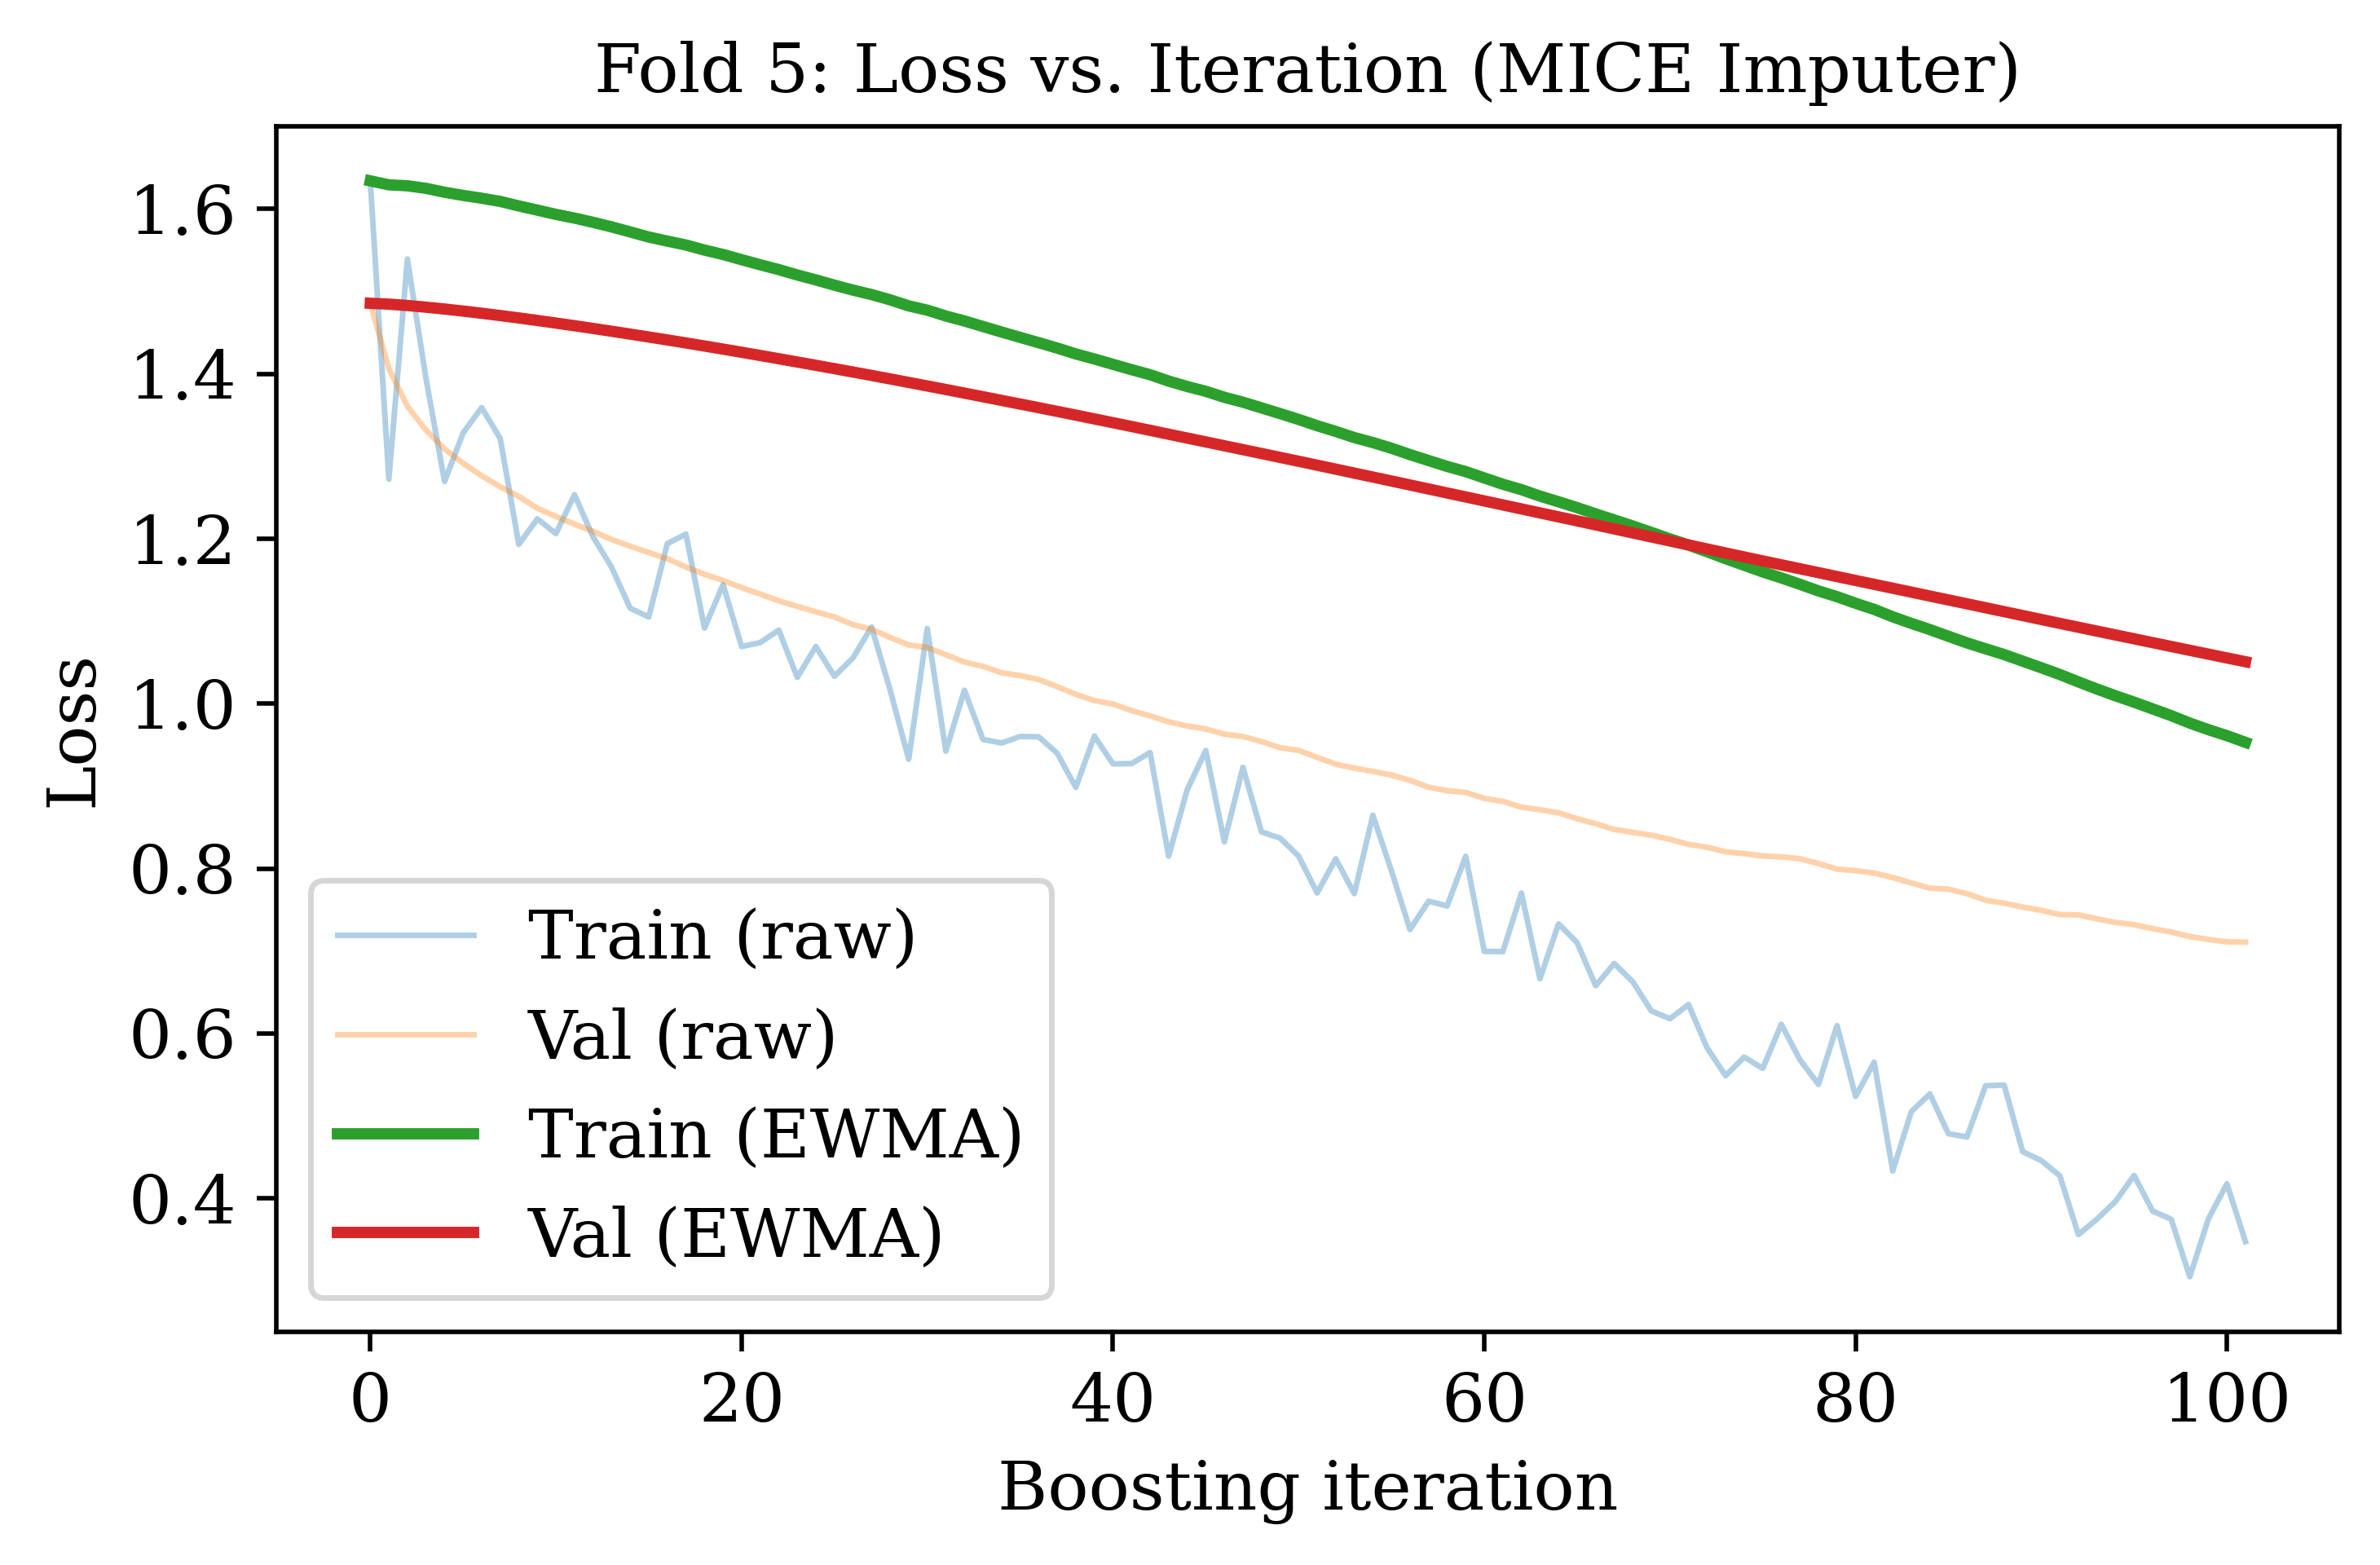 Fold 5: Loss vs. Iteration (MICE Imputer)
Loss
1.6
1.4
1.2
1.0
0.8
0.6
0.4
Train (raw)
Val (raw)
Train (EWMA)
Val (EWMA)
0 20 40 60 80 100
Boosting iteration